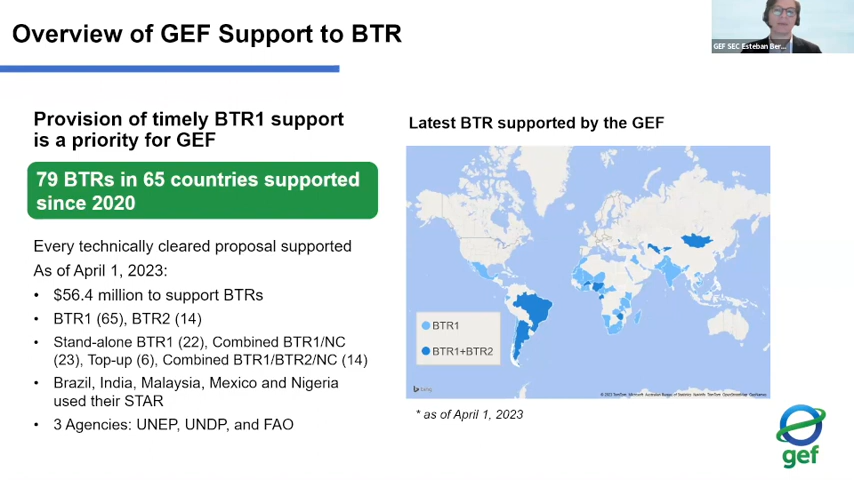 Overview of GEF Support to BTR
GEF SEC Esteban Ber...
Provision of timely BTR1 support
is a priority for GEF
79 BTRs in 65 countries supported
since 2020
Every technically cleared proposal supported
As of April 1, 2023:
• $56.4 million to support BTRs
• BTR1 (65), BTR2 (14)
• Stand-alone BTR1 (22), Combined BTR1/NC
(23), Top-up (6), Combined BTR1/BTR2/NC (14)
• Brazil, India, Malaysia, Mexico and Nigeria
used their STAR
• 3 Agencies: UNEP, UNDP, and FAO
Latest BTR supported by the GEF
BTR1
BTR1+BTR2
* as of April 1, 2023
gef